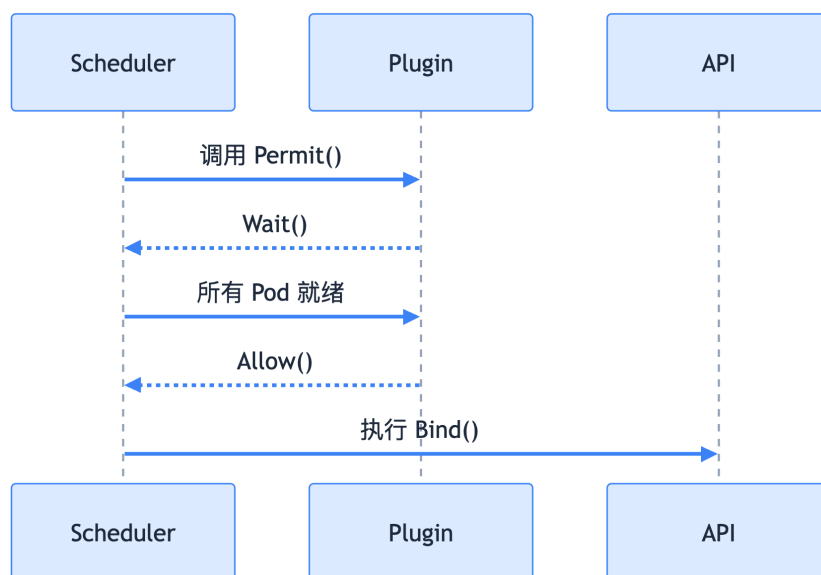 Scheduler
Plugin
API
调用 Permit()
Wait()
所有 Pod 就绪
Allow()
执行 Bind()
Scheduler
Plugin
API